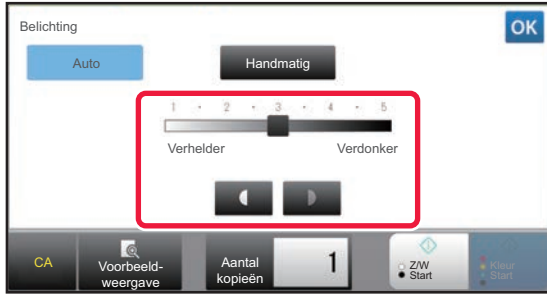 Belichting
OK
Auto
Handmatig
1 · 2 · 3 · 4 · 5
Verhelder
Verdonker
CA
Voorbeeld-
weergave
Aantal
kopieën
1
Z/W
Start
Kleur
Start